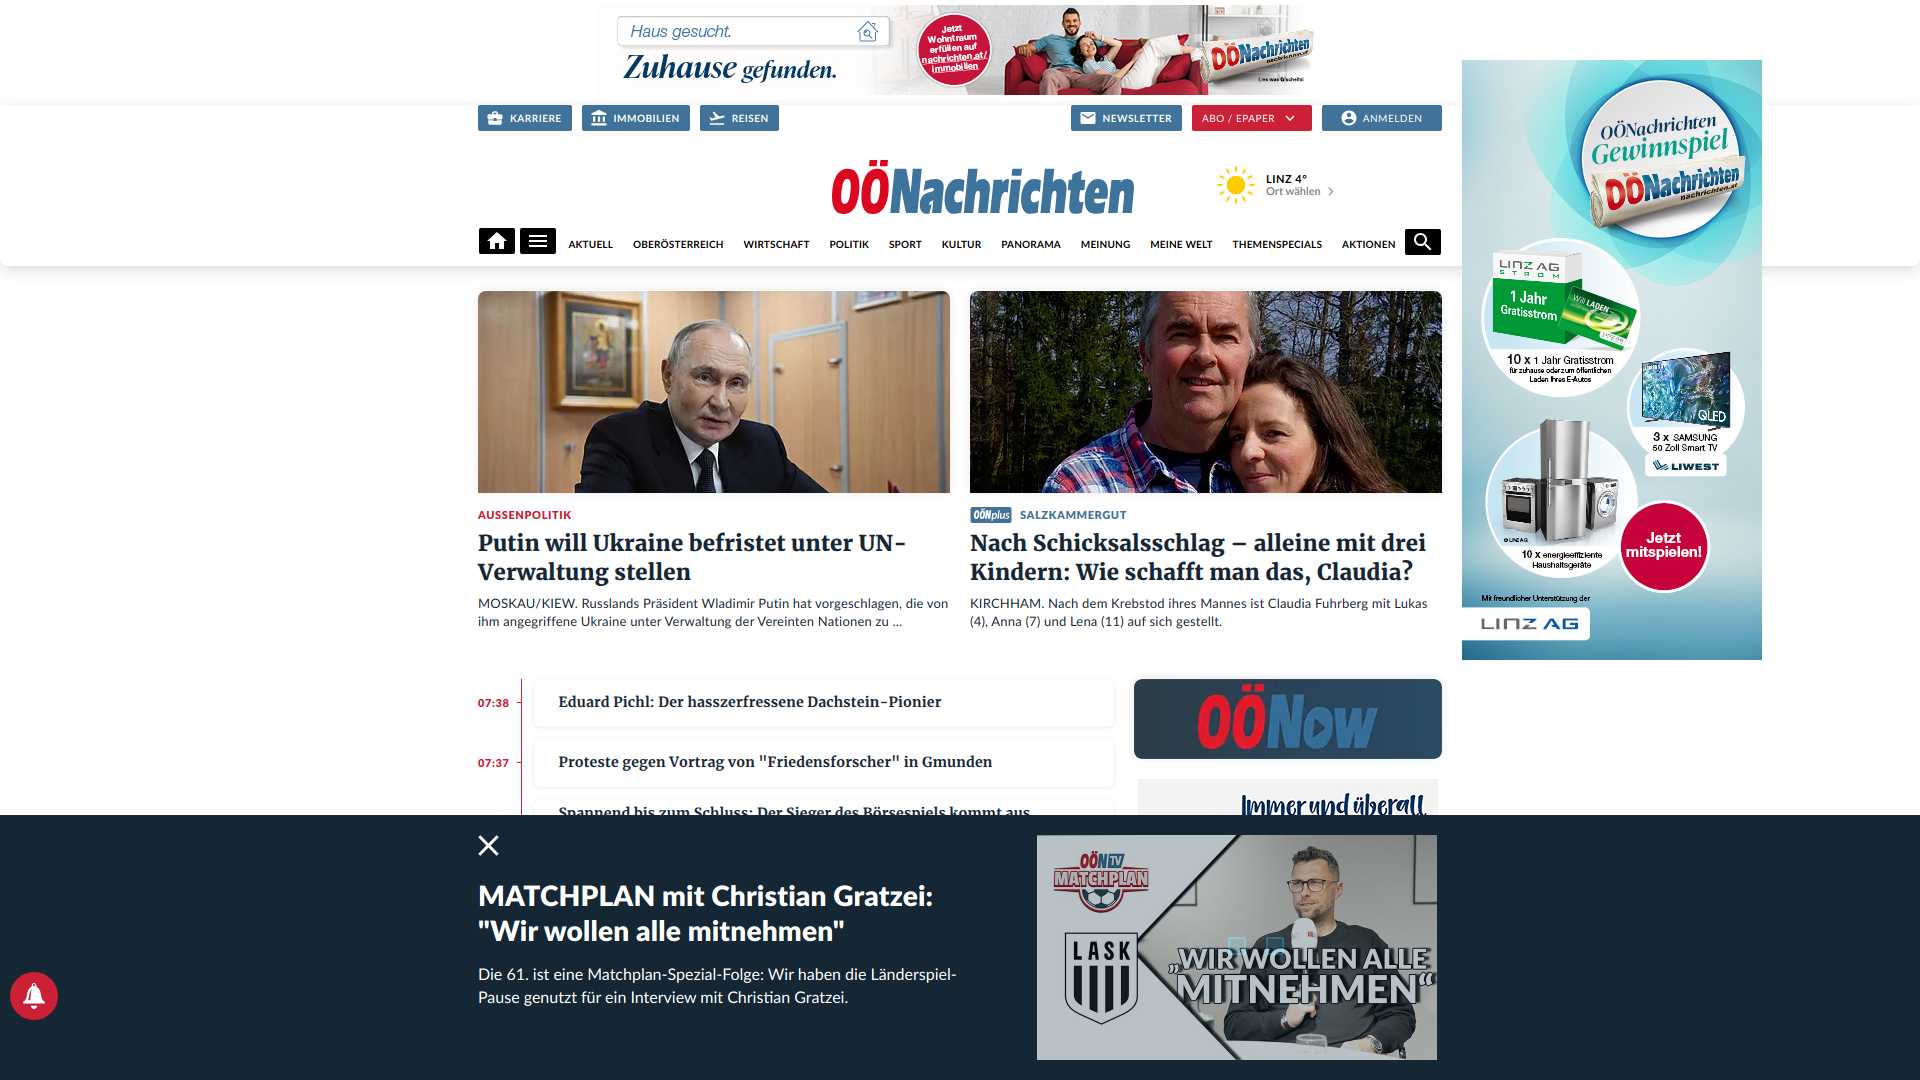 Haus gesucht.
Zuhause gefunden.
Jetzt
Wohntraum
erfüllen auf
nachrichten.at/
immobilien
OÖNachrichten
Lies was G'scheits!
KARRIERE
IMMOBILIEN
REISEN
NEWSLETTER
ABO / EPAPER
ANMELDEN
OÖNachrichten
LINZ 4°
Ort wählen
AKTUELL
OBERÖSTERREICH
WIRTSCHAFT
POLITIK
SPORT
KULTUR
PANORAMA
MEINUNG
MEINE WELT
THEMENSPECIALS
AKTIONEN
OÖNachrichten
Gewinnspiel
OÖNachrichten
nachrichten.at
LINZ AG
STROM
1 Jahr
Gratisstrom
Will LADEN
10 x 1 Jahr Gratisstrom
für zuhause oder zum öffentlichen
Laden Ihres E-Autos
QLED
3 x SAMSUNG
50 Zoll Smart TV
LIWEST
© LINZ AG
10 x energieeffiziente
Haushaltsgeräte
Jetzt
mitspielen!
Mit freundlicher Unterstützung der
LINZ AG
AUSSENPOLITIK
Putin will Ukraine befristet unter UN-
Verwaltung stellen
MOSKAU/KIEW. Russlands Präsident Wladimir Putin hat vorgeschlagen, die von
ihm angegriffene Ukraine unter Verwaltung der Vereinten Nationen zu ...
OÖNplus SALZKAMMERGUT
Nach Schicksalsschlag – alleine mit drei
Kindern: Wie schafft man das, Claudia?
KIRCHHAM. Nach dem Krebstod ihres Mannes ist Claudia Fuhrberg mit Lukas
(4), Anna (7) und Lena (11) auf sich gestellt.
07:38 Eduard Pichl: Der hasszerfressene Dachstein-Pionier
07:37 Proteste gegen Vortrag von "Friedensforscher" in Gmunden
Spannend bis zum Schluss: Der Sieger des Börsespiels kommt aus
OÖNow
Immer und überall
MATCHPLAN mit Christian Gratzei:
"Wir wollen alle mitnehmen"
Die 61. ist eine Matchplan-Spezial-Folge: Wir haben die Länderspiel-
Pause genutzt für ein Interview mit Christian Gratzei.
OÖN TV
MATCHPLAN
LASK
„WIR WOLLEN ALLE
MITNEHMEN“